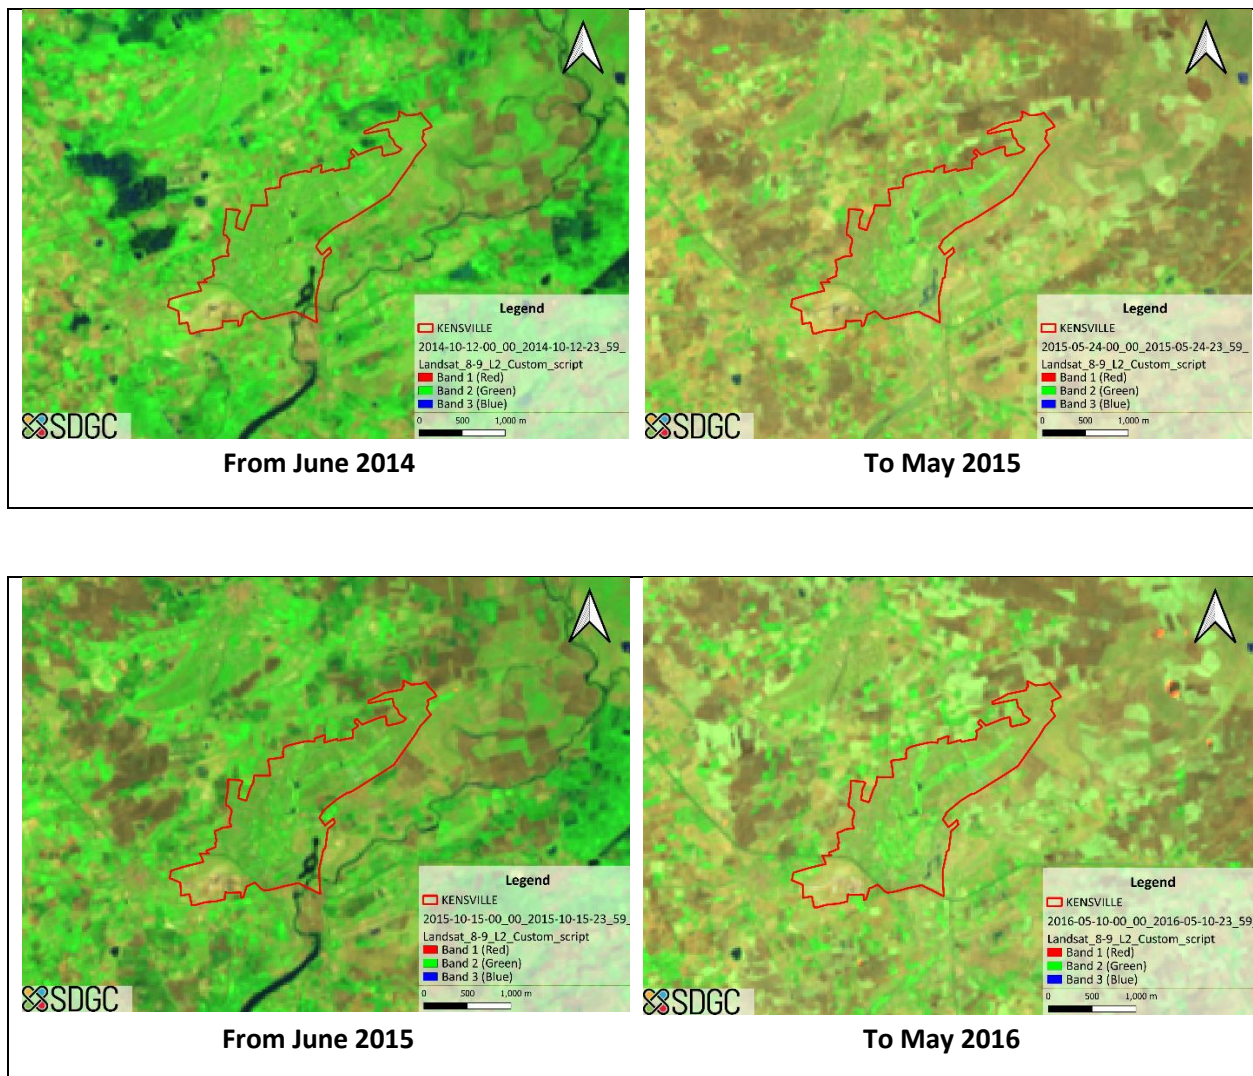 Legend
KENSVILLE
2014-10-12-00_00_2014-10-12-23_59_
Landsat_8-9_L2_Custom_script
Band 1 (Red)
Band 2 (Green)
Band 3 (Blue)
0 500 1,000 m
SDGC
From June 2014
Legend
KENSVILLE
2015-05-24-00_00_2015-05-24-23_59_
Landsat_8-9_L2_Custom_script
Band 1 (Red)
Band 2 (Green)
Band 3 (Blue)
0 500 1,000 m
SDGC
To May 2015
Legend
KENSVILLE
2015-10-15-00_00_2015-10-15-23_59_
Landsat_8-9_L2_Custom_script
Band 1 (Red)
Band 2 (Green)
Band 3 (Blue)
0 500 1,000 m
SDGC
From June 2015
Legend
KENSVILLE
2016-05-10-00_00_2016-05-10-23_59_
Landsat_8-9_L2_Custom_script
Band 1 (Red)
Band 2 (Green)
Band 3 (Blue)
0 500 1,000 m
SDGC
To May 2016